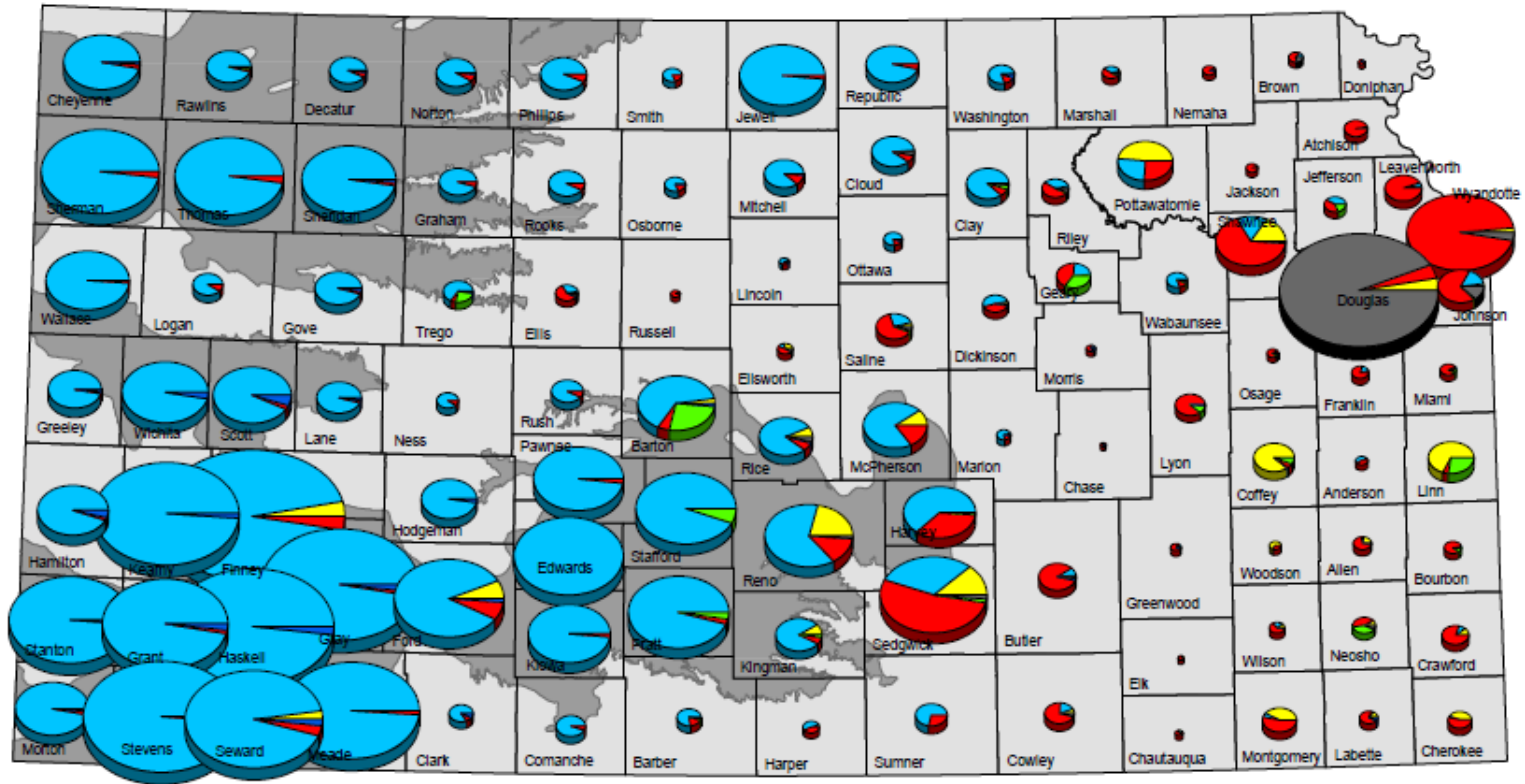 Cheyenne
Rawlins
Decatur
Norton
Phillips
Smith
Jewell
Republic
Washington
Marshall
Nemaha
Brown
Doniphan
Atchison
Sherman
Thomas
Sheridan
Graham
Rooks
Osborne
Mitchell
Cloud
Clay
Riley
Pottawatomie
Jackson
Jefferson
Leavenworth
Wyandotte
Shawnee
Wallace
Logan
Gove
Trego
Ellis
Russell
Lincoln
Ottawa
Saline
Dickinson
Geary
Wabaunsee
Douglas
Johnson
Greeley
Wichita
Scott
Lane
Ness
Rush
Barton
Ellsworth
Rice
McPherson
Marion
Morris
Chase
Lyon
Osage
Franklin
Miami
Coffey
Anderson
Linn
Hamilton
Kearny
Finney
Hodgeman
Pawnee
Edwards
Stafford
Reno
Harvey
Sedgwick
Butler
Greenwood
Woodson
Allen
Bourbon
Stanton
Grant
Haskell
Gray
Ford
Kiowa
Pratt
Kingman
Elk
Wilson
Neosho
Crawford
Morton
Stevens
Seward
Meade
Clark
Comanche
Barber
Harper
Sumner
Cowley
Chautauqua
Montgomery
Labette
Cherokee